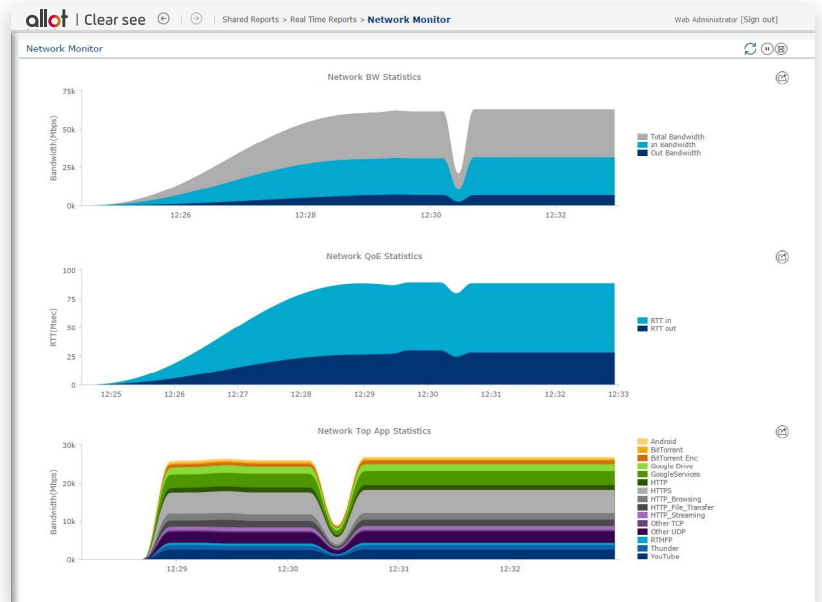 allot | Clear see Shared Reports > Real Time Reports > Network Monitor Web Administrator [Sign out]
Network Monitor
Network BW Statistics
75k
50k
25k
0k
Bandwidth(Mbps)
12:26 12:28 12:30 12:32
Total Bandwidth
In Bandwidth
Out Bandwidth
Network QoE Statistics
100
75
50
25
0
RTT(Msec)
12:25 12:26 12:27 12:28 12:29 12:30 12:31 12:32 12:33
RTT in
RTT out
Network Top App Statistics
30k
20k
10k
0k
Bandwidth(Mbps)
12:29 12:30 12:31 12:32
Android
BitTorrent
BitTorrent Enc
Google Drive
GoogleServices
HTTP
HTTPS
HTTP_Browsing
HTTP_File_Transfer
HTTP_Streaming
Other TCP
Other UDP
RTMFP
Thunder
YouTube